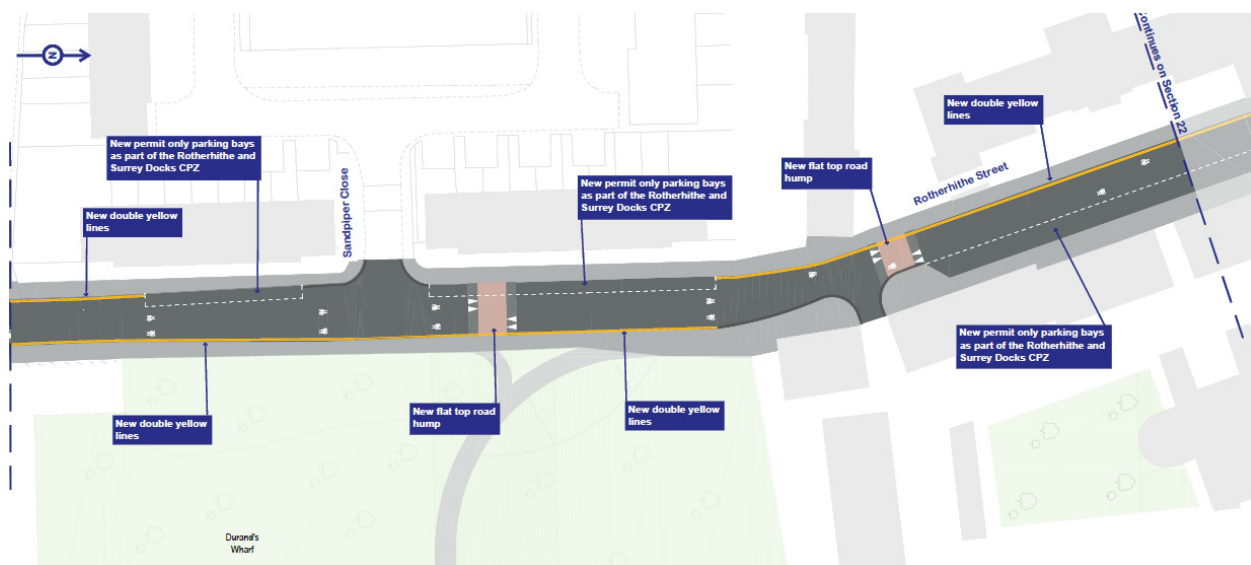 N
Continues on Section 22
New double yellow
lines
New permit only parking bays
as part of the Rotherhithe and
Surrey Docks CPZ
New flat top road
hump
Rotherhithe Street
New permit only parking bays
as part of the Rotherhithe and
Surrey Docks CPZ
Sandpiper Close
New double yellow
lines
New permit only parking bays
as part of the Rotherhithe and
Surrey Docks CPZ
New double yellow
lines
New flat top road
hump
New double yellow
lines
Durand's
Wharf